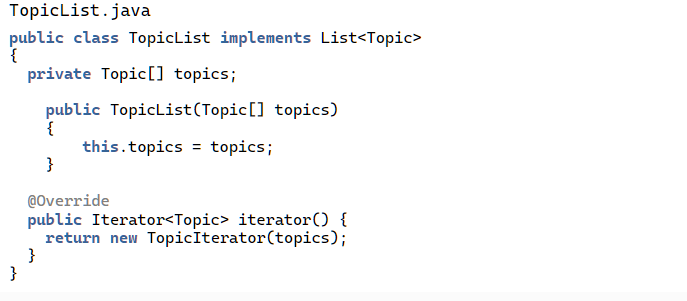 TopicList.java
public class TopicList implements List<Topic>
{
private Topic[] topics;
public TopicList(Topic[] topics)
{
this.topics = topics;
}
@Override
public Iterator<Topic> iterator() {
return new TopicIterator(topics);
}
}